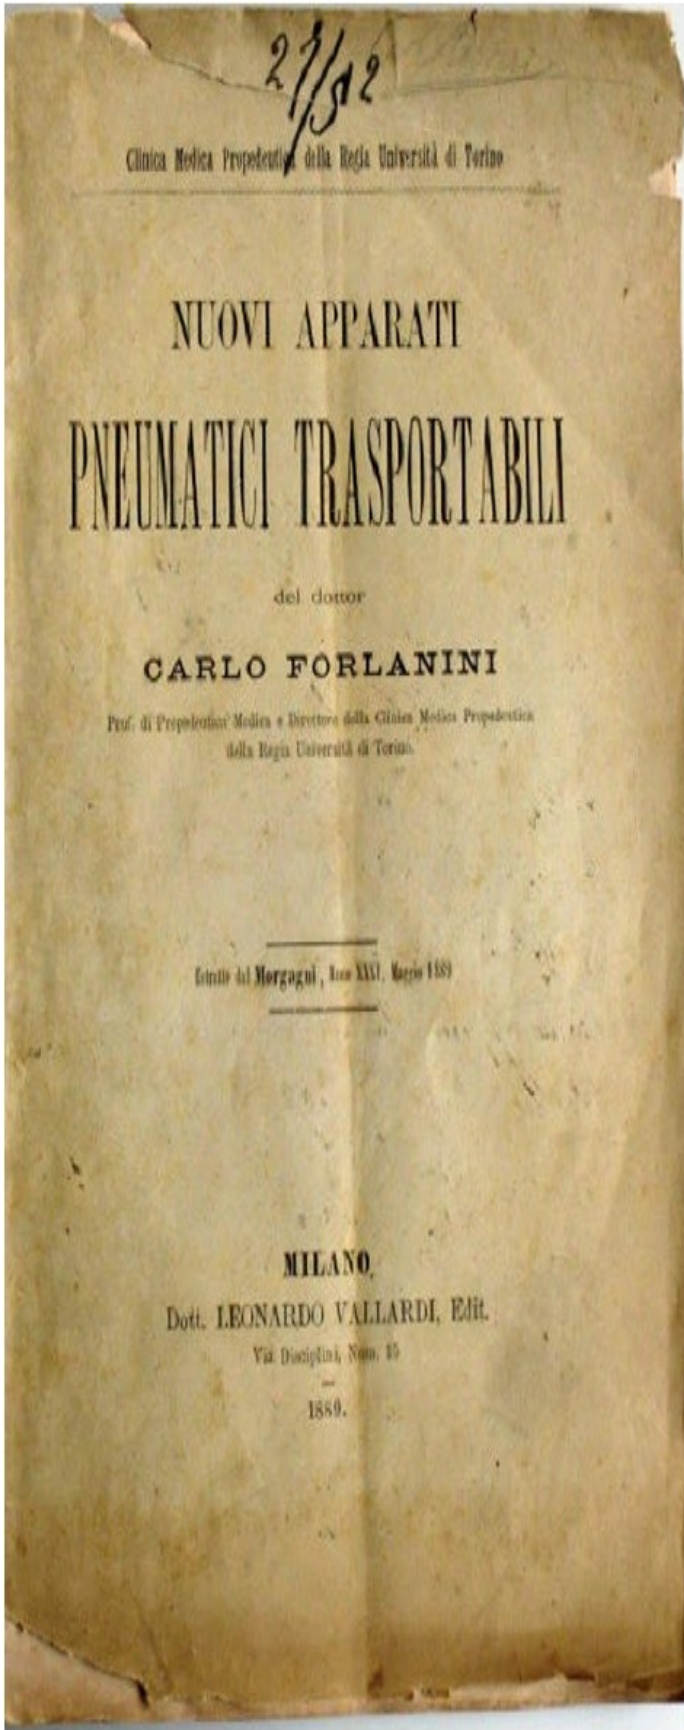 27/512
Clinica Medica Propedeutica della Regia Università di Torino
NUOVI APPARATI
PNEUMATICI TRASPORTABILI
del dottor
CARLO FORLANINI
Prof. di Propedeutica Medica e Direttore della Clinica Medica Propedeutica
della Regia Università di Torino.
Estratto dal Morgagni, Anno XXXI, Maggio 1889
MILANO,
Dott. LEONARDO VALLARDI, Edit.
Via Disciplini, Num. 15
1889.